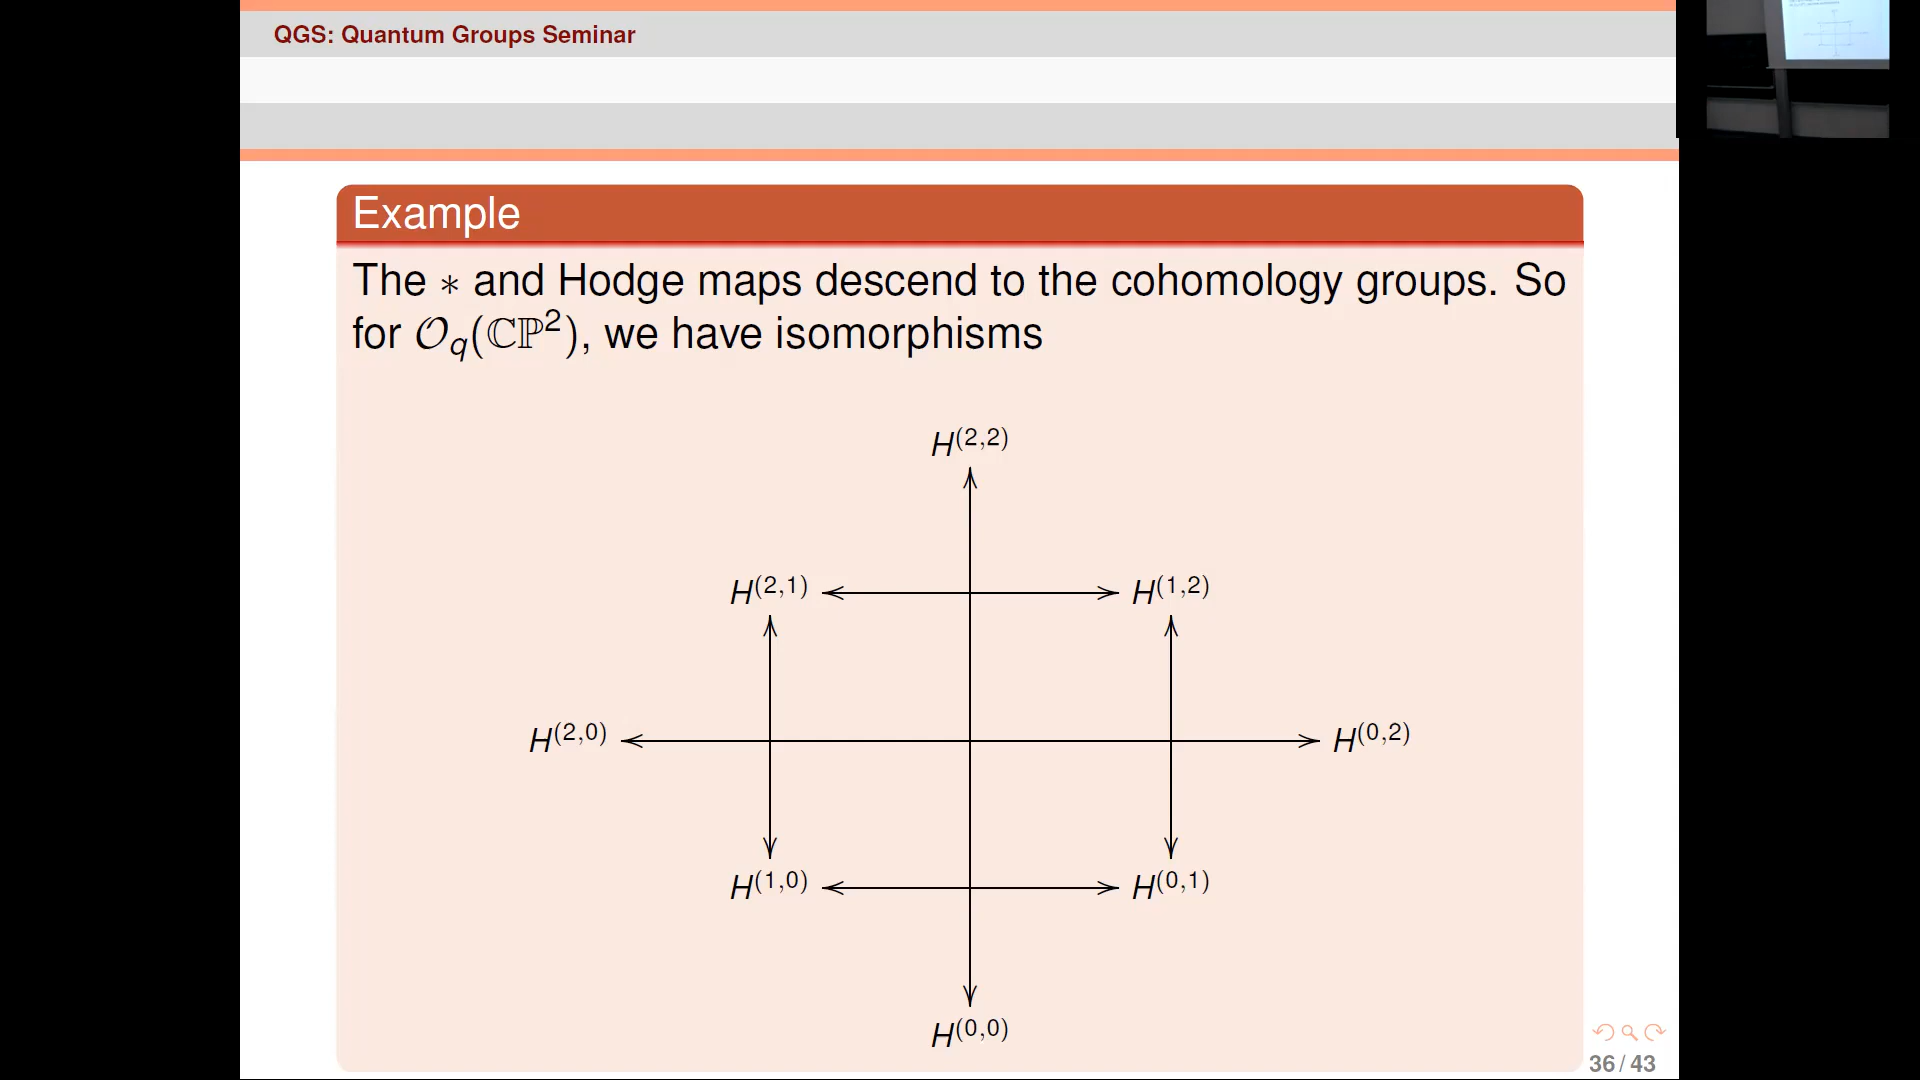 QGS: Quantum Groups Seminar
Example
The ∗ and Hodge maps descend to the cohomology groups. So
for 𝒪_q(ℂℙ²), we have isomorphisms
H^(2,2)
H^(2,1) H^(1,2)
H^(2,0) H^(0,2)
H^(1,0) H^(0,1)
H^(0,0)
36 / 43